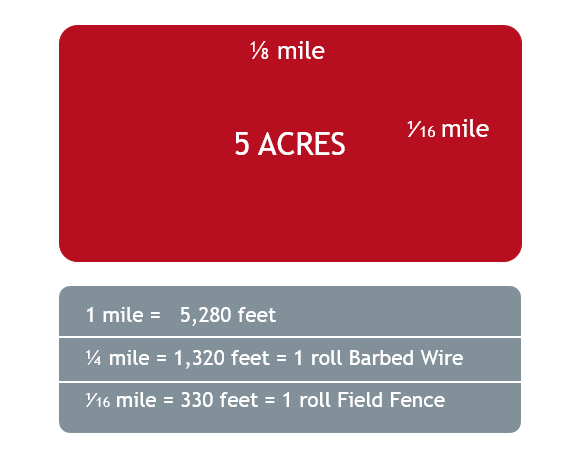 ⅛ mile
1⁄16 mile
5 ACRES
1 mile = 5,280 feet
¼ mile = 1,320 feet = 1 roll Barbed Wire
1⁄16 mile = 330 feet = 1 roll Field Fence